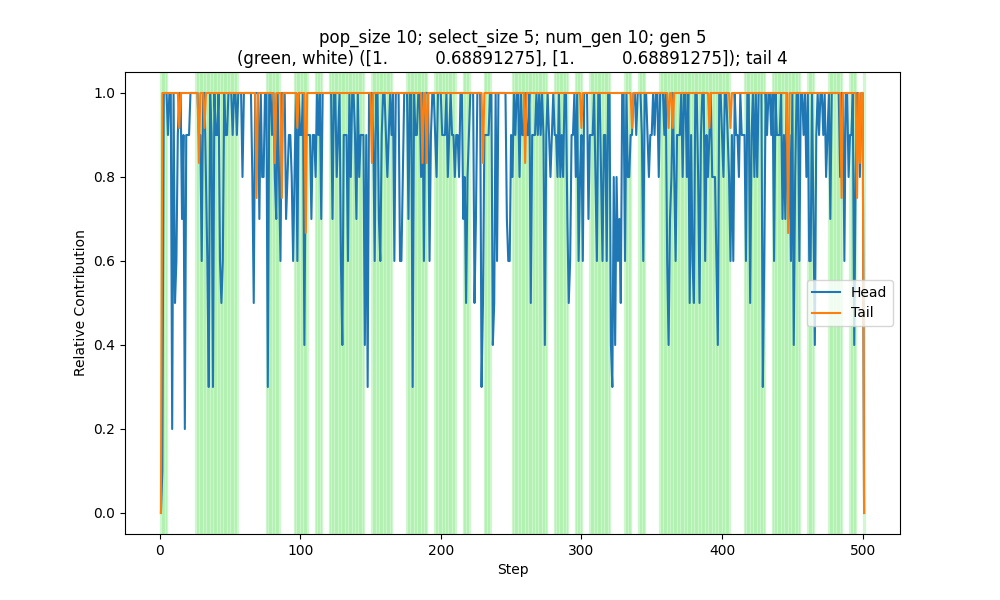 pop_size 10; select_size 5; num_gen 10; gen 5
(green, white) ([1. 0.68891275], [1. 0.68891275]); tail 4
1.0
0.8
0.6
0.4
0.2
0.0
Relative Contribution
Head
Tail
0 100 200 300 400 500
Step